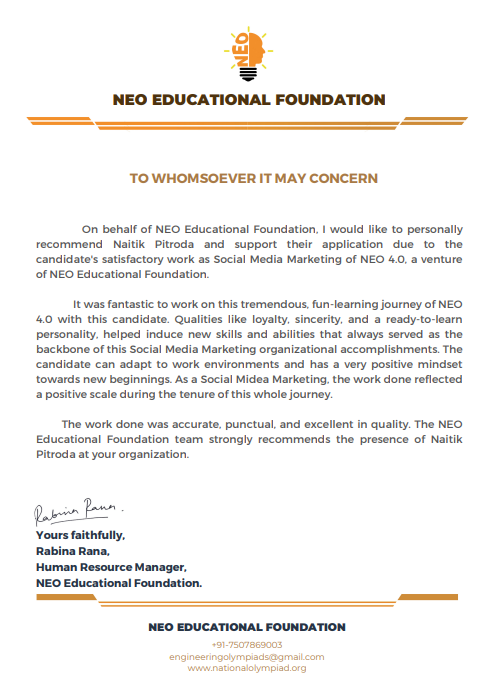 NEO
NEO EDUCATIONAL FOUNDATION
TO WHOMSOEVER IT MAY CONCERN
On behalf of NEO Educational Foundation, I would like to personally
recommend Naitik Pitroda and support their application due to the
candidate's satisfactory work as Social Media Marketing of NEO 4.0, a venture
of NEO Educational Foundation.
It was fantastic to work on this tremendous, fun-learning journey of NEO
4.0 with this candidate. Qualities like loyalty, sincerity, and a ready-to-learn
personality, helped induce new skills and abilities that always served as the
backbone of this Social Media Marketing organizational accomplishments. The
candidate can adapt to work environments and has a very positive mindset
towards new beginnings. As a Social Midea Marketing, the work done reflected
a positive scale during the tenure of this whole journey.
The work done was accurate, punctual, and excellent in quality. The NEO
Educational Foundation team strongly recommends the presence of Naitik
Pitroda at your organization.
Rabina Rana.
Yours faithfully,
Rabina Rana,
Human Resource Manager,
NEO Educational Foundation.
NEO EDUCATIONAL FOUNDATION
+91-7507869003
engineeringolympiads@gmail.com
www.nationalolympiad.org